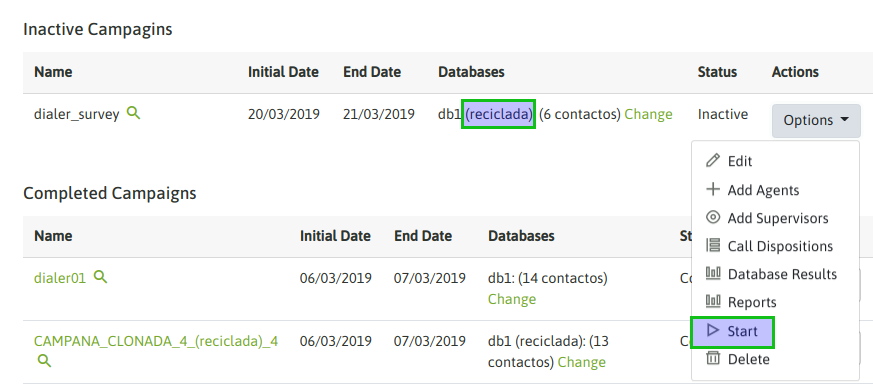 Inactive Campagins
Name Initial Date End Date Databases Status Actions
dialer_survey 20/03/2019 21/03/2019 db1 (reciclada) (6 contactos) Change Inactive Options
Edit
Add Agents
Add Supervisors
Call Dispositions
Database Results
Reports
Start
Delete
Completed Campaigns
Name Initial Date End Date Databases
dialer01 06/03/2019 07/03/2019 db1: (14 contactos)
Change
CAMPANA_CLONADA_4_(reciclada)_4 06/03/2019 07/03/2019 db1 (reciclada): (13
contactos) Change